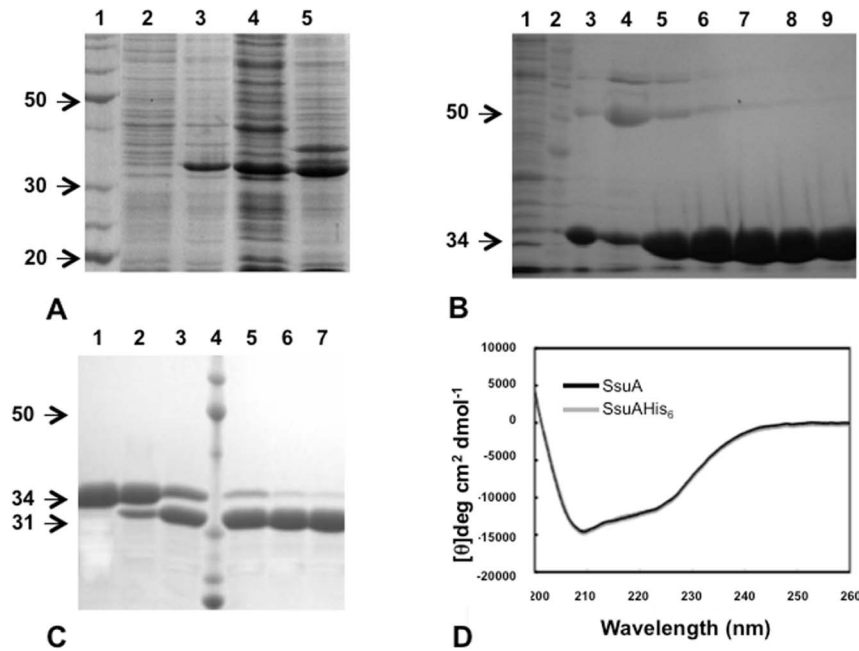 1 2 3 4 5
50
30
20
A
1 2 3 4 5 6 7 8 9
50
34
B
1 2 3 4 5 6 7
50
34
31
C
10000
5000
0
-5000
-10000
-15000
-20000
[θ]deg cm2 dmol-1
SsuA
SsuAHis6
200 210 220 230 240 250 260
Wavelength (nm)
D